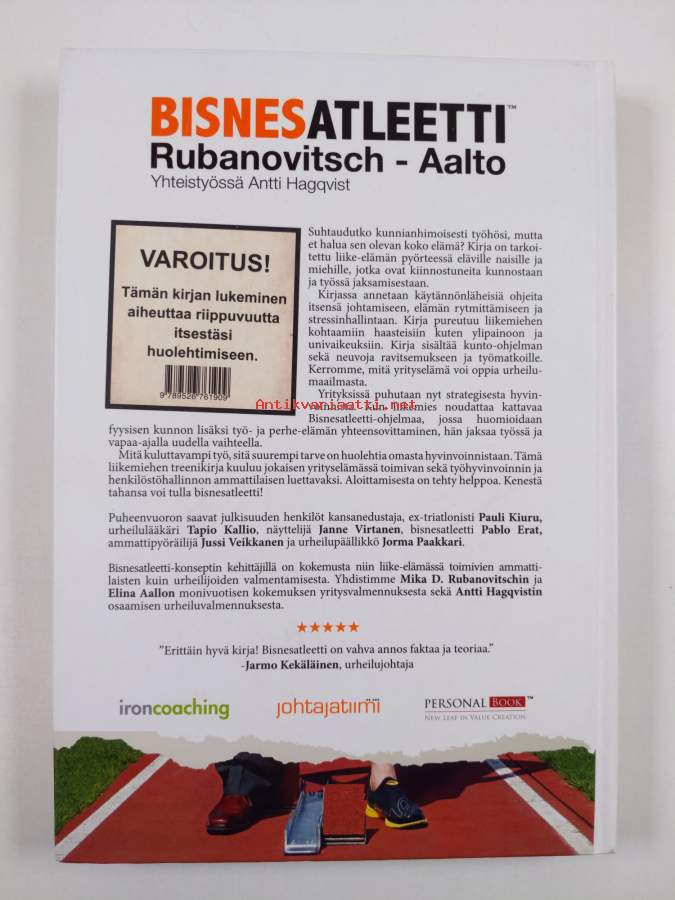 BISNESATLEETTI™
Rubanovitsch - Aalto
Yhteistyössä Antti Hagqvist
VAROITUS!
Tämän kirjan lukeminen
aiheuttaa riippuvuutta
itsestäsi
huolehtimiseen.
9 789526 761909
Suhtaudutko kunnianhimoisesti työhösi, mutta
et halua sen olevan koko elämä? Kirja on tarkoi-
tettu liike-elämän pyörteessä eläville naisille ja
miehille, jotka ovat kiinnostuneita kunnostaan
ja työssä jaksamisestaan.
Kirjassa annetaan käytännönläheisiä ohjeita
itsensä johtamiseen, elämän rytmittämiseen ja
stressinhallintaan. Kirja pureutuu liikemiehen
kohtaamiin haasteisiin kuten ylipainoon ja
univaikeuksiin. Kirja sisältää kunto-ohjelman
sekä neuvoja ravitsemukseen ja työmatkoille.
Kerromme, mitä yrityselämä voi oppia urheilu-
maailmasta.
Yrityksissä puhutaan nyt strategisesta hyvin-
voinnista. Kun liikemies noudattaa kattavaa
Antikvariaatti.net
Bisnesatleetti-ohjelmaa, jossa huomioidaan
fyysisen kunnon lisäksi työ- ja perhe-elämän yhteensovittaminen, hän jaksaa työssä ja
vapaa-ajalla uudella vaihteella.
Mitä kuluttavampi työ, sitä suurempi tarve on huolehtia omasta hyvinvoinnistaan. Tämä
liikemiehen treenikirja kuuluu jokaisen yrityselämässä toimivan sekä työhyvinvoinnin ja
henkilöstöhallinnon ammattilaisen luettavaksi. Aloittamisesta on tehty helppoa. Kenestä
tahansa voi tulla bisnesatleetti!
Puheenvuoron saavat julkisuuden henkilöt kansanedustaja, ex-triatlonisti Pauli Kiuru,
urheilulääkäri Tapio Kallio, näyttelijä Janne Virtanen, bisnesatleetti Pablo Erat,
ammattipyöräilijä Jussi Veikkanen ja urheilupäällikkö Jorma Paakkari.
Bisnesatleetti-konseptin kehittäjillä on kokemusta niin liike-elämässä toimivien ammatti-
laisten kuin urheilijoiden valmentamisesta. Yhdistimme Mika D. Rubanovitschin ja
Elina Aallon monivuotisen kokemuksen yritysvalmennuksesta sekä Antti Hagqvistin
osaamisen urheiluvalmennuksesta.
★★★★★
"Erittäin hyvä kirja! Bisnesatleetti on vahva annos faktaa ja teoriaa."
-Jarmo Kekäläinen, urheilujohtaja
ironcoaching
johtajatiimi
PERSONAL BOOK™
NEW LEAF IN VALUE CREATION